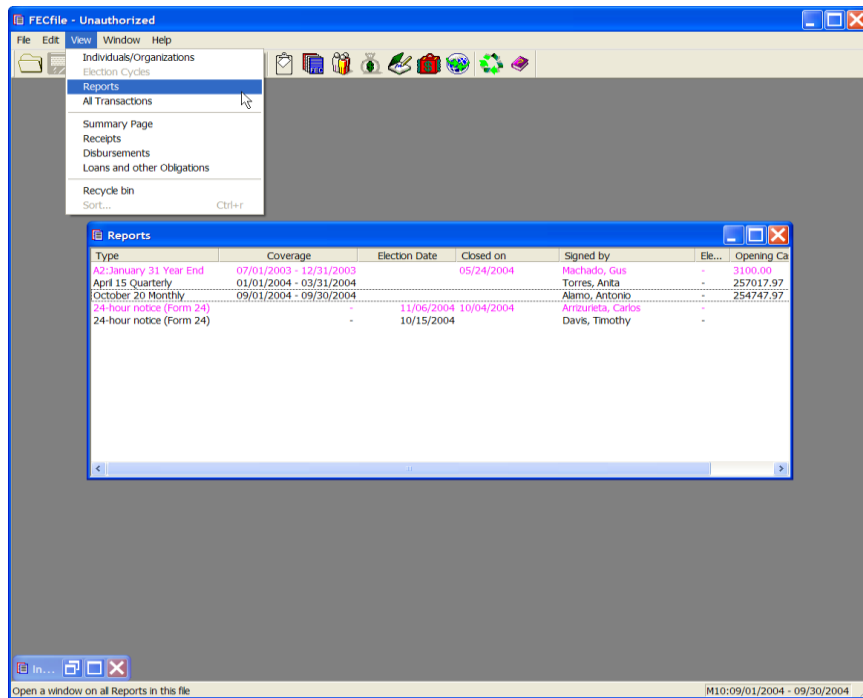 FECfile - Unauthorized
File Edit View Window Help
Individuals/Organizations
Election Cycles
Reports
All Transactions
Summary Page
Receipts
Disbursements
Loans and other Obligations
Recycle bin
Sort... Ctrl+r
Reports
Type Coverage Election Date Closed on Signed by Ele... Opening Ca
A2:January 31 Year End 07/01/2003 - 12/31/2003 05/24/2004 Machado, Gus - 3100.00
April 15 Quarterly 01/01/2004 - 03/31/2004 Torres, Anita - 257017.97
October 20 Monthly 09/01/2004 - 09/30/2004 Alamo, Antonio - 254747.97
24-hour notice (Form 24) - 11/06/2004 10/04/2004 Arrizurieta, Carlos -
24-hour notice (Form 24) - 10/15/2004 Davis, Timothy -
In...
Open a window on all Reports in this file M10:09/01/2004 - 09/30/2004